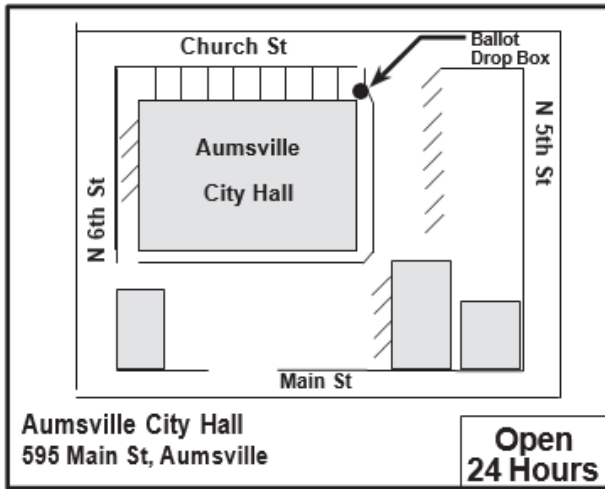 Church St
Ballot
Drop Box
Aumsville
City Hall
N 6th St
N 5th St
Main St
Aumsville City Hall
595 Main St, Aumsville
Open
24 Hours